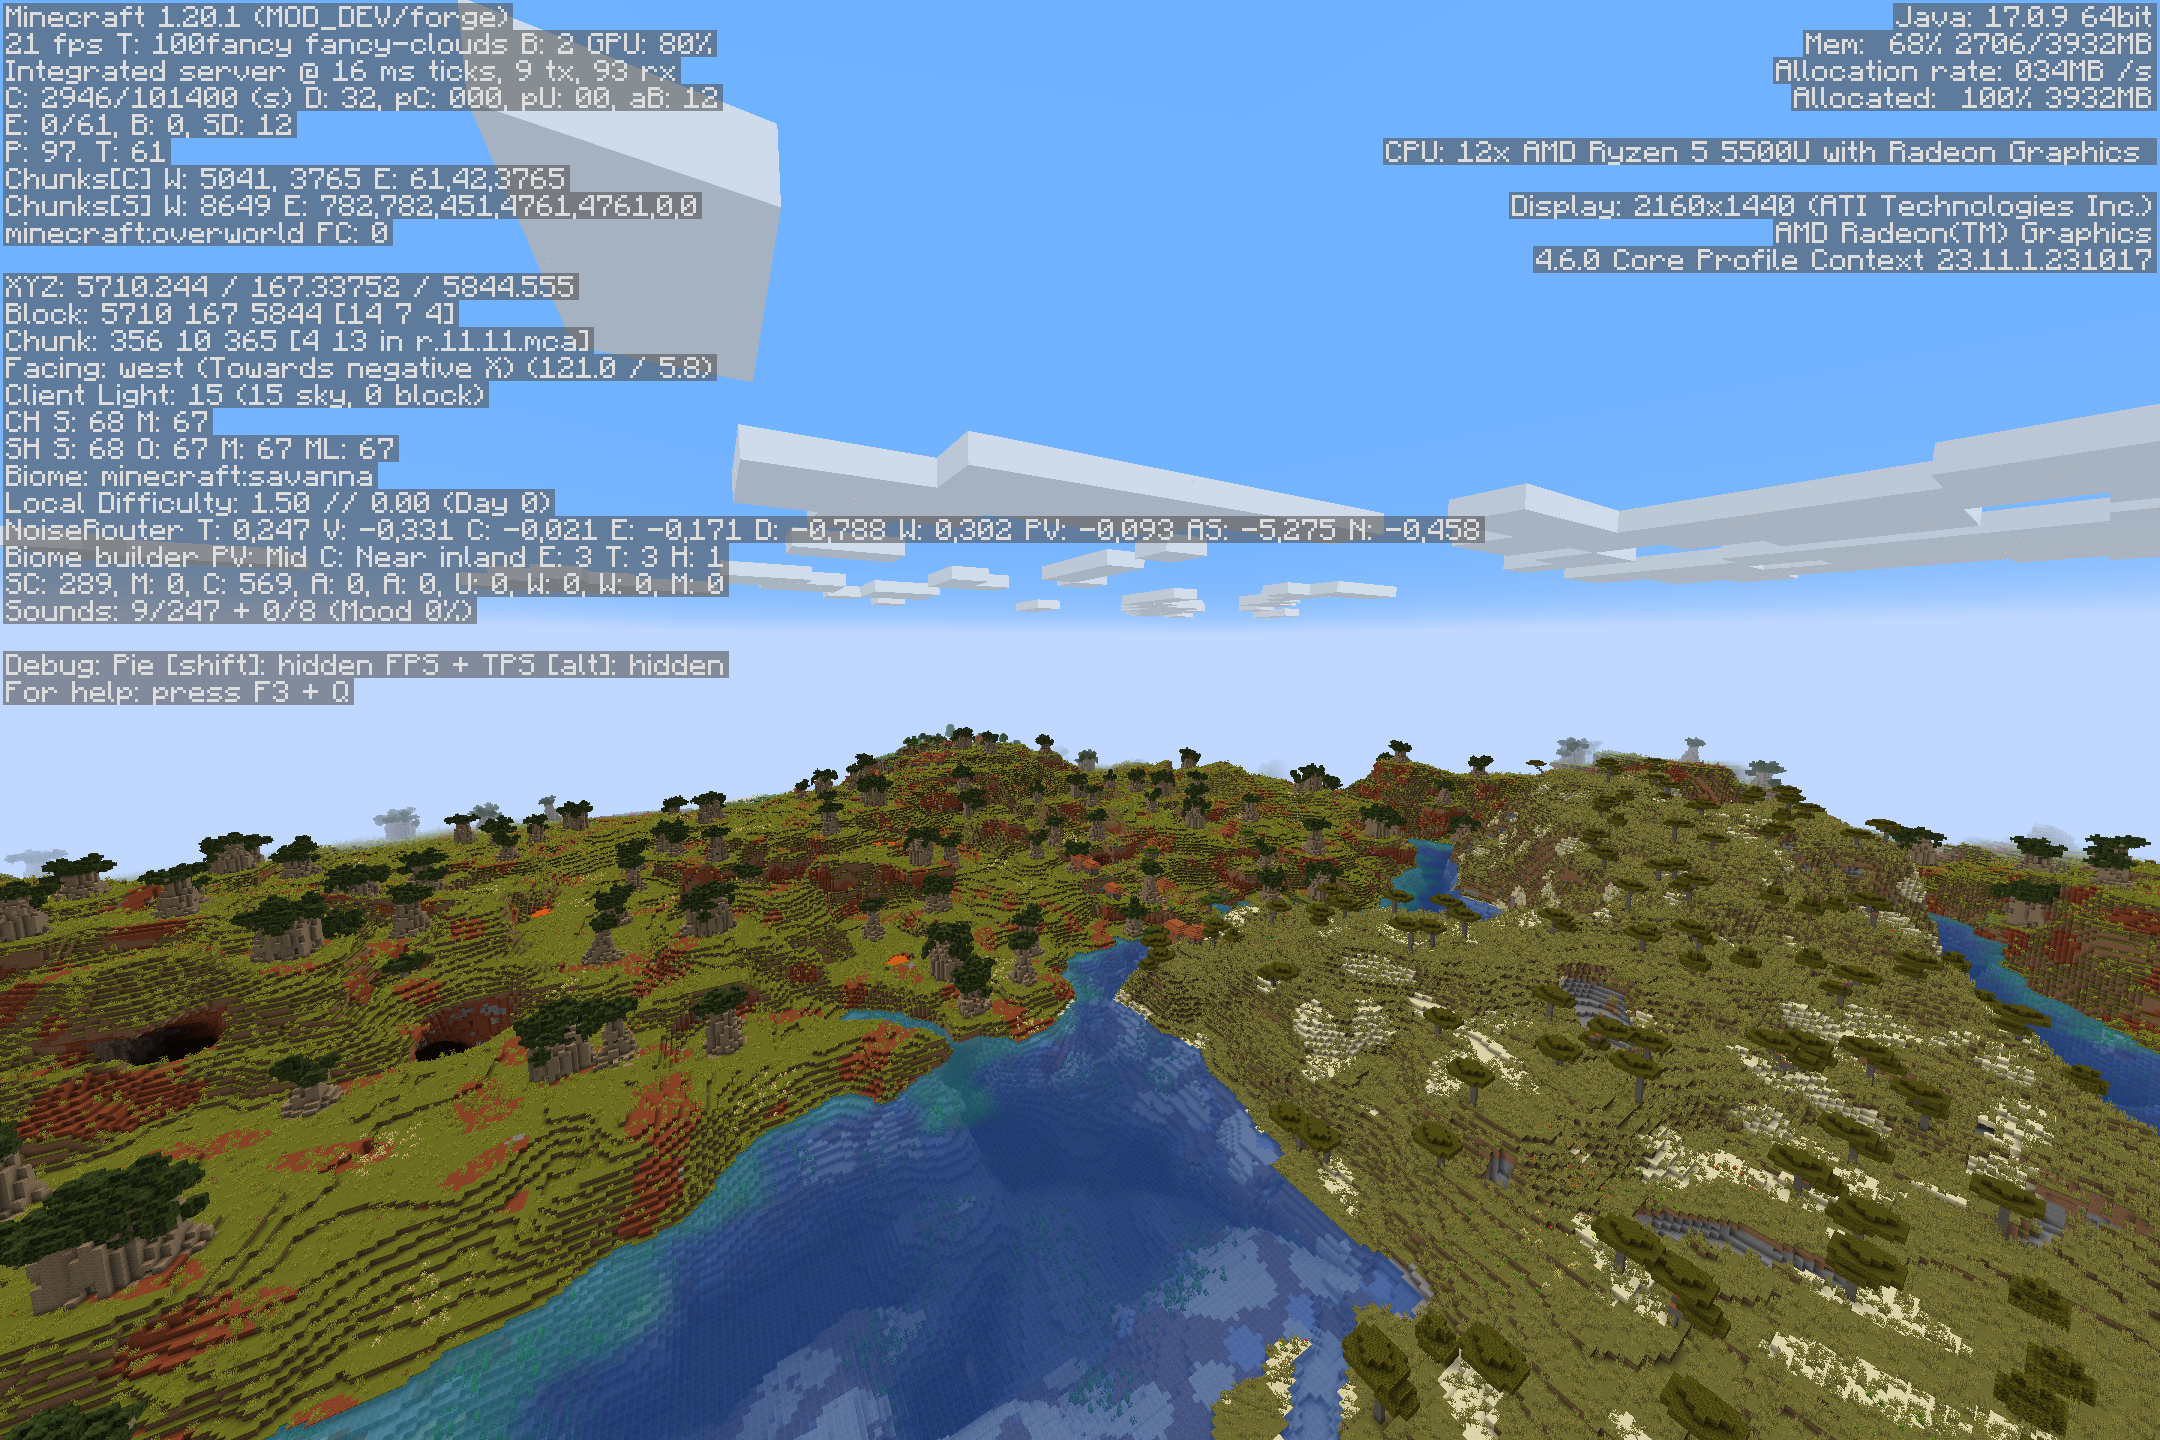 Minecraft 1.20.1 (MOD_DEV/forge)
21 fps T: 100fancy fancy-clouds B: 2 GPU: 80%
Integrated server @ 16 ms ticks, 9 tx, 93 rx
C: 2946/101400 (s) D: 32, pC: 000, pU: 00, aB: 12
E: 0/61, B: 0, SD: 12
P: 97. T: 61
Chunks[C] W: 5041, 3765 E: 61,42,3765
Chunks[S] W: 8649 E: 782,782,451,4761,4761,0,0
minecraft:overworld FC: 0
XYZ: 5710.244 / 167.33752 / 5844.555
Block: 5710 167 5844 [14 7 4]
Chunk: 356 10 365 [4 13 in r.11.11.mca]
Facing: west (Towards negative X) (121.0 / 5.8)
Client Light: 15 (15 sky, 0 block)
CH S: 68 M: 67
SH S: 68 O: 67 M: 67 ML: 67
Biome: minecraft:savanna
Local Difficulty: 1.50 // 0.00 (Day 0)
NoiseRouter T: 0,247 V: -0,331 C: -0,021 E: -0,171 D: -0,788 W: 0,302 PV: -0,093 AS: -5,275 N: -0,458
Biome builder PV: Mid C: Near inland E: 3 T: 3 H: 1
SC: 289, M: 0, C: 569, A: 0, A: 0, U: 0, W: 0, W: 0, M: 0
Sounds: 9/247 + 0/8 (Mood 0%)
Debug: Pie [shift]: hidden FPS + TPS [alt]: hidden
For help: press F3 + Q
Java: 17.0.9 64bit
Mem: 68% 2706/3932MB
Allocation rate: 034MB /s
Allocated: 100% 3932MB
CPU: 12x AMD Ryzen 5 5500U with Radeon Graphics
Display: 2160x1440 (ATI Technologies Inc.)
AMD Radeon(TM) Graphics
4.6.0 Core Profile Context 23.11.1.231017